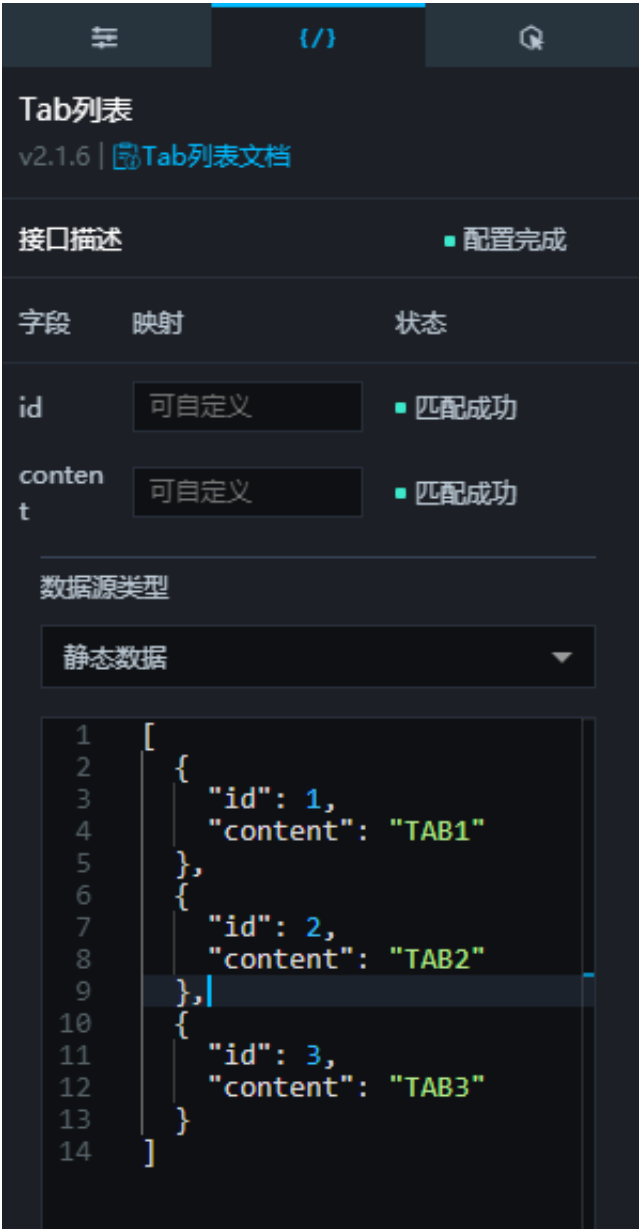 {/}
Tab列表
v2.1.6 | Tab列表文档
接口描述 配置完成
字段 映射 状态
id 可自定义 匹配成功
conten
t 可自定义 匹配成功
数据源类型
静态数据
1 [
2 {
3 "id": 1,
4 "content": "TAB1"
5 },
6 {
7 "id": 2,
8 "content": "TAB2"
9 },
10 {
11 "id": 3,
12 "content": "TAB3"
13 }
14 ]